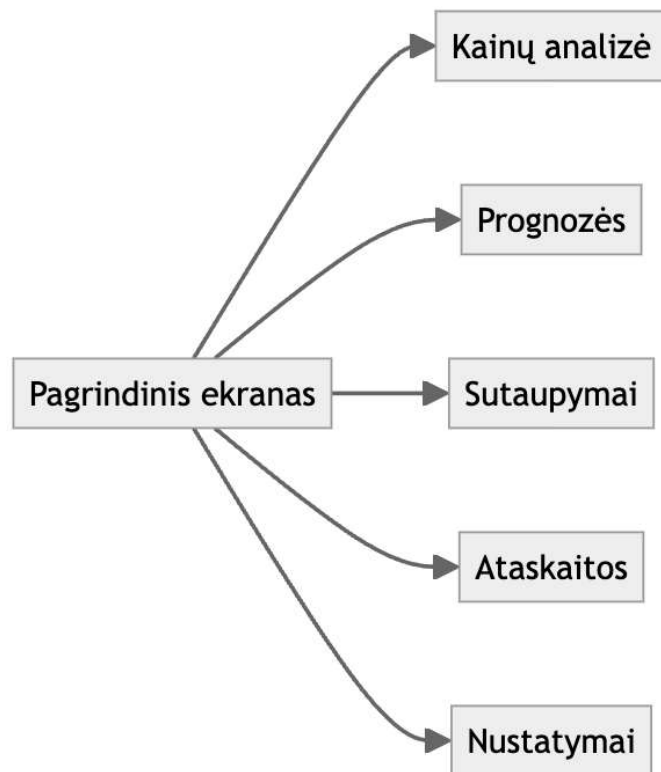 Kainų analizė
Prognozės
Pagrindinis ekranas
Sutaupymai
Ataskaitos
Nustatymai